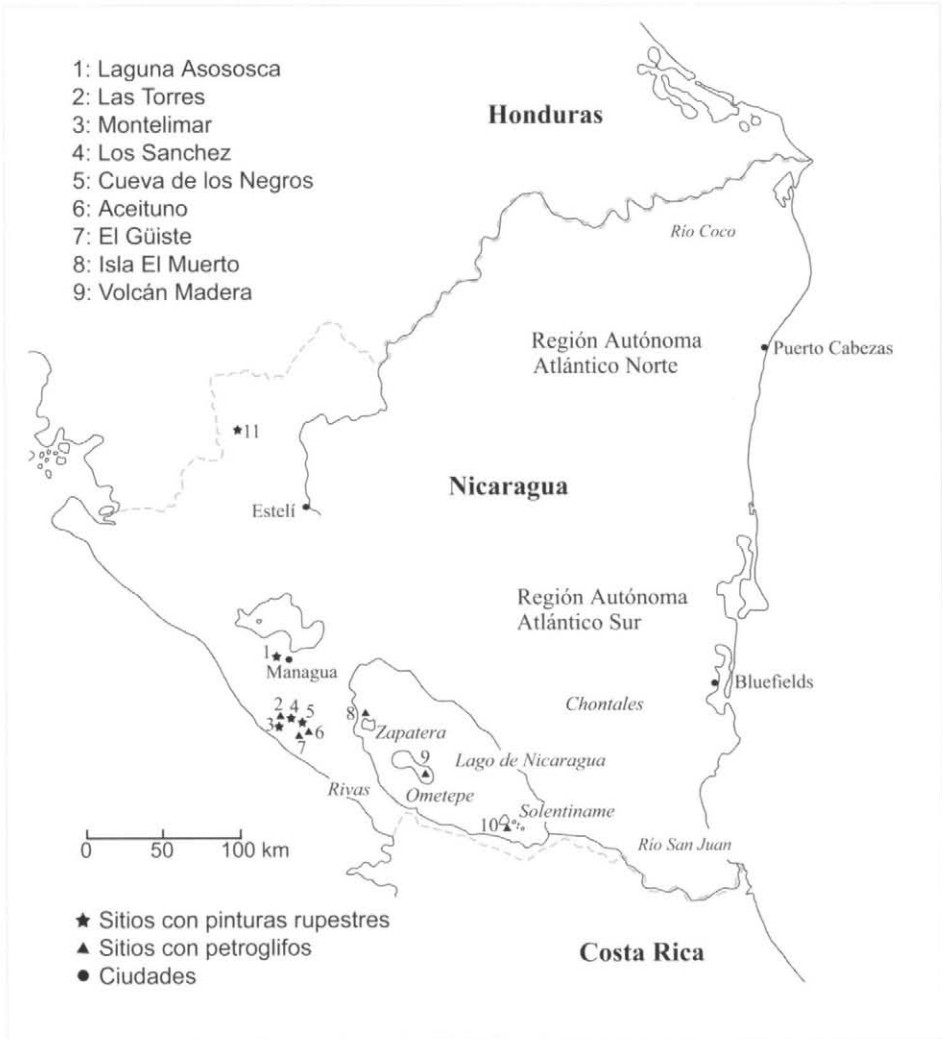 1: Laguna Asososca
2: Las Torres
3: Montelimar
4: Los Sanchez
5: Cueva de los Negros
6: Aceituno
7: El Güiste
8: Isla El Muerto
9: Volcán Madera
Honduras
Río Coco
Región Autónoma
Atlántico Norte
Puerto Cabezas
11
Nicaragua
Estelí
Región Autónoma
Atlántico Sur
1
Managua
Bluefields
Chontales
2 4 5
3 6
7
8
Zapatera
9
Lago de Nicaragua
Rivas
Ometepe
Solentiname
10
Río San Juan
0 50 100 km
Sitios con pinturas rupestres
Sitios con petroglifos
Ciudades
Costa Rica